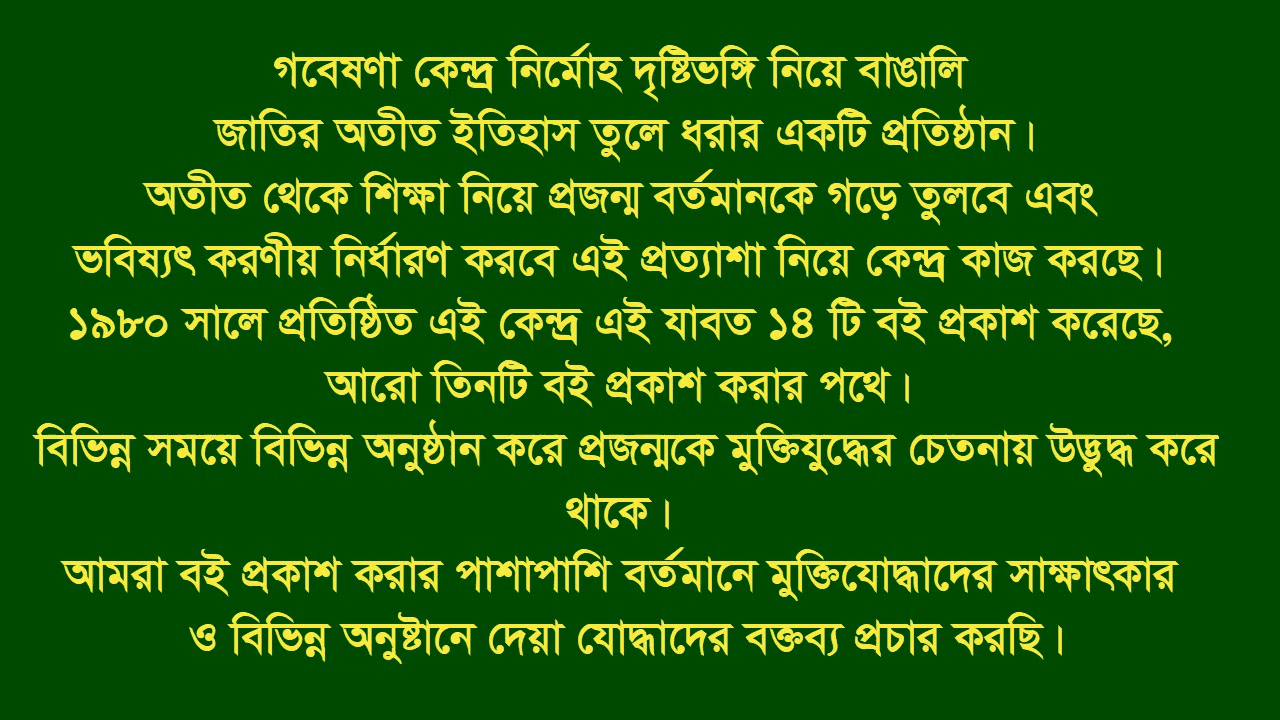 গবেষণা কেন্দ্র নির্মোহ দৃষ্টিভঙ্গি নিয়ে বাঙালি
জাতির অতীত ইতিহাস তুলে ধরার একটি প্রতিষ্ঠান।
অতীত থেকে শিক্ষা নিয়ে প্রজন্ম বর্তমানকে গড়ে তুলবে এবং
ভবিষ্যৎ করণীয় নির্ধারণ করবে এই প্রত্যাশা নিয়ে কেন্দ্র কাজ করছে।
১৯৮০ সালে প্রতিষ্ঠিত এই কেন্দ্র এই যাবত ১৪ টি বই প্রকাশ করেছে,
আরো তিনটি বই প্রকাশ করার পথে।
বিভিন্ন সময়ে বিভিন্ন অনুষ্ঠান করে প্রজন্মকে মুক্তিযুদ্ধের চেতনায় উদ্ভুদ্ধ করে
থাকে।
আমরা বই প্রকাশ করার পাশাপাশি বর্তমানে মুক্তিযোদ্ধাদের সাক্ষাৎকার
ও বিভিন্ন অনুষ্টানে দেয়া যোদ্ধাদের বক্তব্য প্রচার করছি।